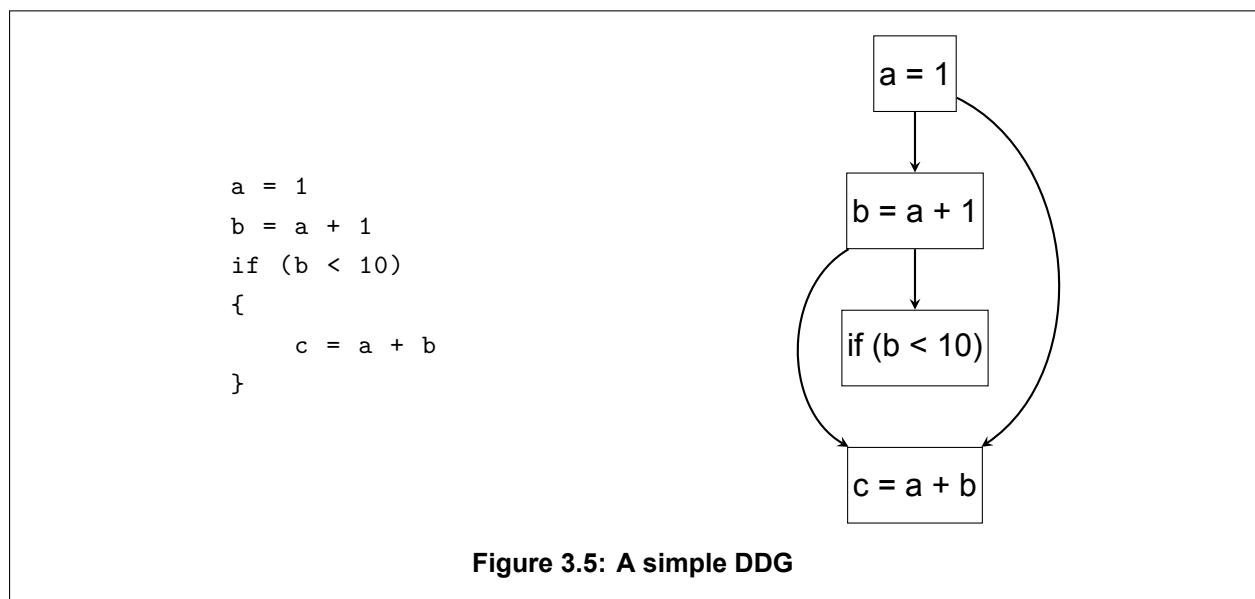 a = 1
b = a + 1
if (b < 10)
{
    c = a + b
}
a = 1
b = a + 1
if (b < 10)
c = a + b
Figure 3.5: A simple DDG